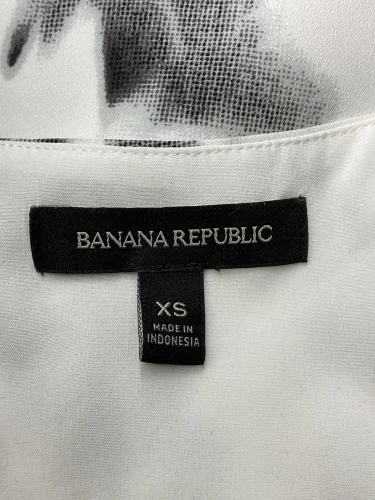 BANANA REPUBLIC
XS
MADE IN
INDONESIA